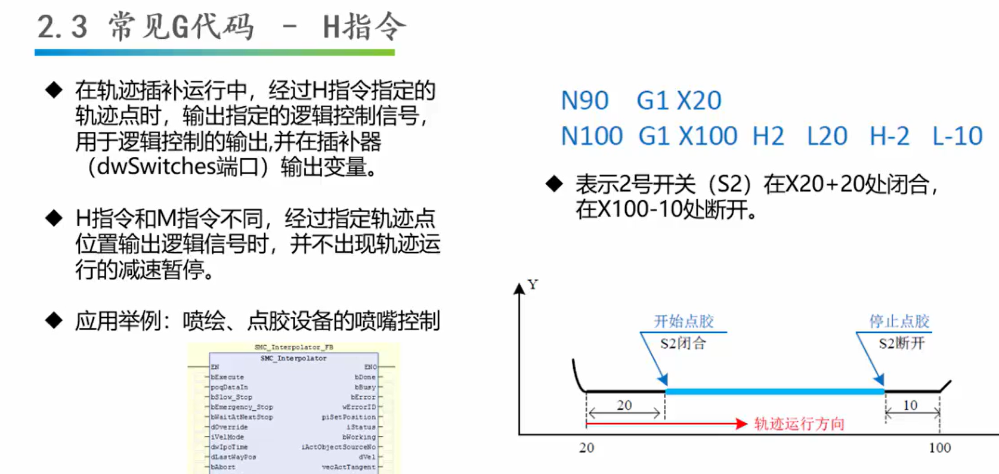 2.3 常见G代码 - H指令
◆ 在轨迹插补运行中，经过H指令指定的
轨迹点时，输出指定的逻辑控制信号，
用于逻辑控制的输出,并在插补器
（dwSwitches端口）输出变量。
◆ H指令和M指令不同，经过指定轨迹点
位置输出逻辑信号时，并不出现轨迹运
行的减速暂停。
◆ 应用举例：喷绘、点胶设备的喷嘴控制
SMC_Interpolator_FB
SMC_Interpolator
EN ENO
bExecute bDone
poqDataIn bBusy
bSlow_Stop bError
bEmergency_Stop wErrorID
bWaitAtNextStop piSetPosition
dOverride iStatus
iVelMode bWorking
dwIpoTime iActObjectSourceNo
dLastWayPos dVel
bAbort vecActTangent
N90 G1 X20
N100 G1 X100 H2 L20 H-2 L-10
◆ 表示2号开关（S2）在X20+20处闭合，
在X100-10处断开。
Y
开始点胶 停止点胶
S2闭合 S2断开
20 10
轨迹运行方向
20 100